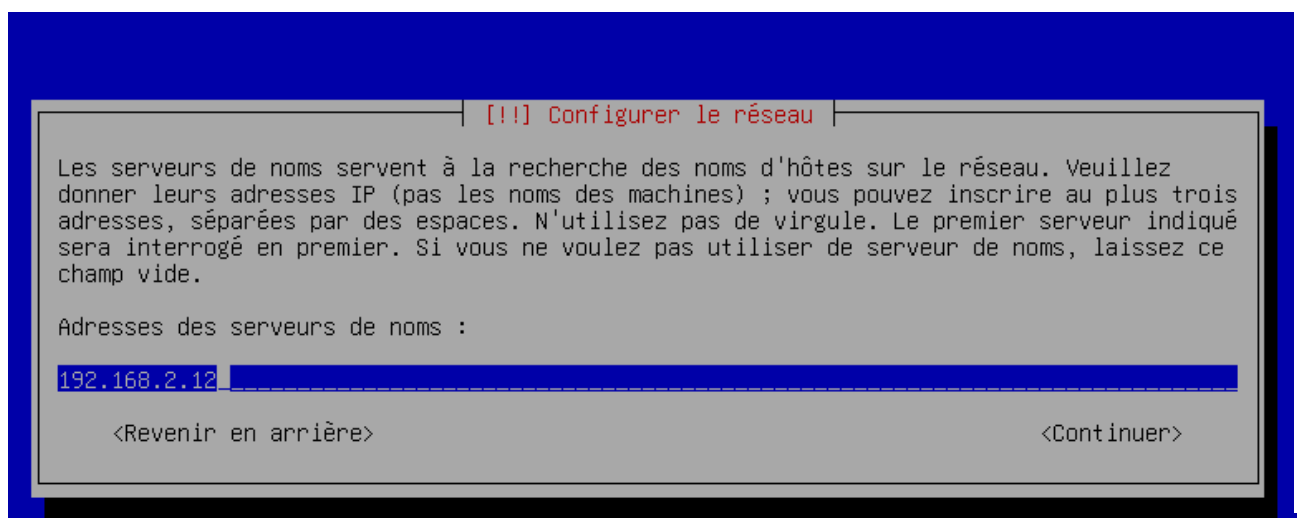 [!!] Configurer le réseau
Les serveurs de noms servent à la recherche des noms d'hôtes sur le réseau. Veuillez
donner leurs adresses IP (pas les noms des machines) ; vous pouvez inscrire au plus trois
adresses, séparées par des espaces. N'utilisez pas de virgule. Le premier serveur indiqué
sera interrogé en premier. Si vous ne voulez pas utiliser de serveur de noms, laissez ce
champ vide.
Adresses des serveurs de noms :
192.168.2.12
<Revenir en arrière> <Continuer>